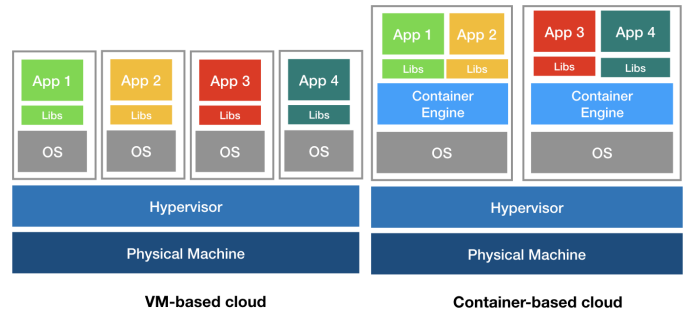 App 1
App 2
App 3
App 4
Libs
Libs
Libs
Libs
OS
OS
OS
OS
Hypervisor
Physical Machine
VM-based cloud
App 1
App 2
App 3
App 4
Libs
Libs
Libs
Libs
Container
Engine
Container
Engine
OS
OS
Hypervisor
Physical Machine
Container-based cloud